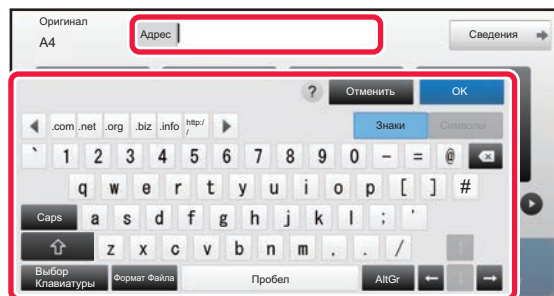 Оригинал
A4
Адрес
Сведения
? Отменить OK
.com .net .org .biz .info http:/
/
Знаки Символы
` 1 2 3 4 5 6 7 8 9 0 - = @
q w e r t y u i o p [ ] #
Caps a s d f g h j k l ; '
z x c v b n m , . /
Выбор
Клавиатуры
Формат Файла Пробел AltGr